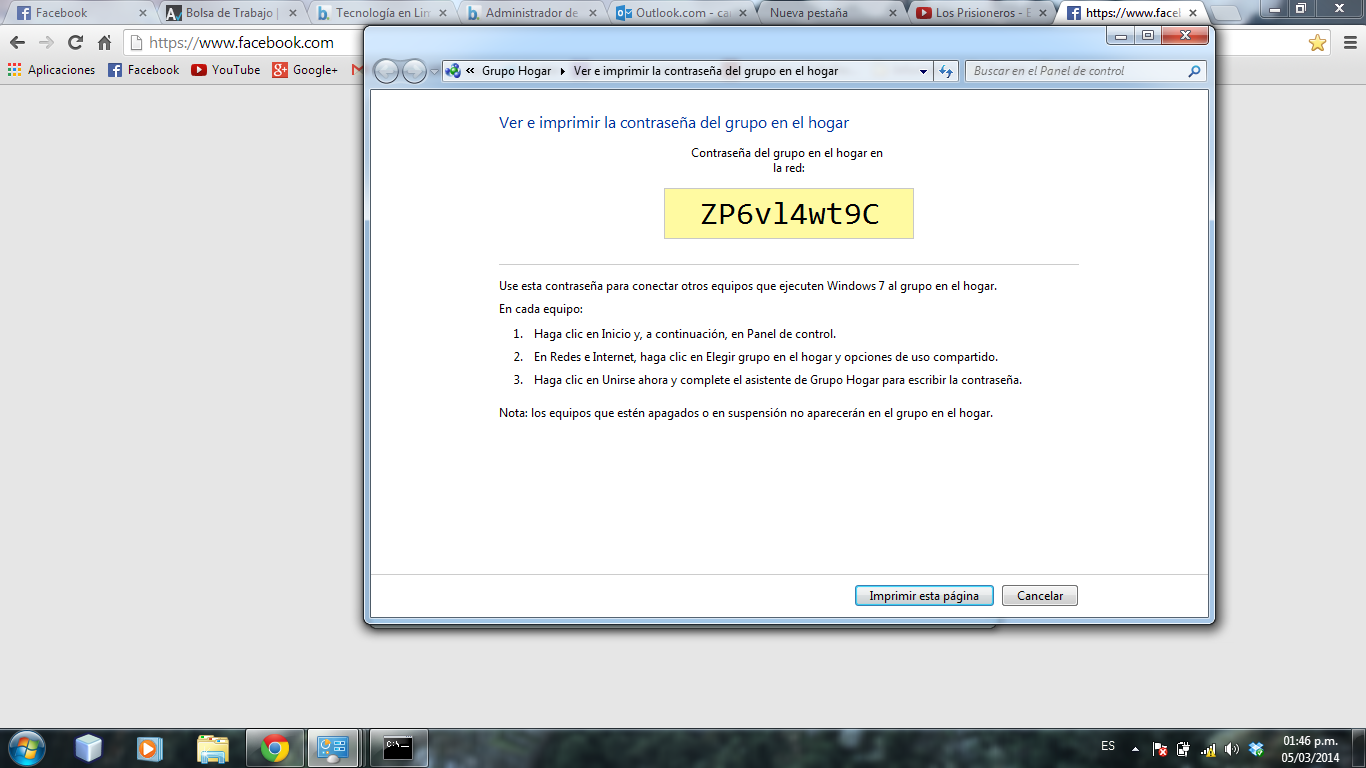 Facebook
Bolsa de Trabajo |
Tecnología en Lim
Administrador de
Outlook.com - ca
Nueva pestaña
Los Prisioneros - E
https://www.facel
https://www.facebook.com
Aplicaciones
Facebook
YouTube
Google+
« Grupo Hogar ▸ Ver e imprimir la contraseña del grupo en el hogar
Buscar en el Panel de control
Ver e imprimir la contraseña del grupo en el hogar
Contraseña del grupo en el hogar en
la red:
ZP6vl4wt9C
Use esta contraseña para conectar otros equipos que ejecuten Windows 7 al grupo en el hogar.
En cada equipo:
1. Haga clic en Inicio y, a continuación, en Panel de control.
2. En Redes e Internet, haga clic en Elegir grupo en el hogar y opciones de uso compartido.
3. Haga clic en Unirse ahora y complete el asistente de Grupo Hogar para escribir la contraseña.
Nota: los equipos que estén apagados o en suspensión no aparecerán en el grupo en el hogar.
Imprimir esta página
Cancelar
C:\
ES
01:46 p.m.
05/03/2014